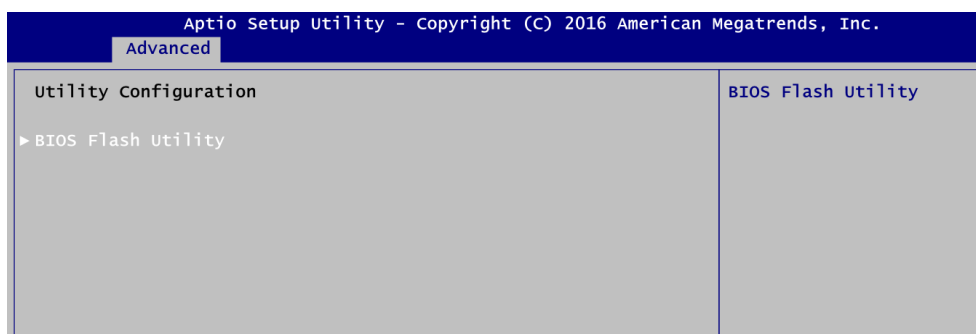 Aptio Setup Utility - Copyright (C) 2016 American Megatrends, Inc.
Advanced
Utility Configuration
BIOS Flash Utility
BIOS Flash Utility